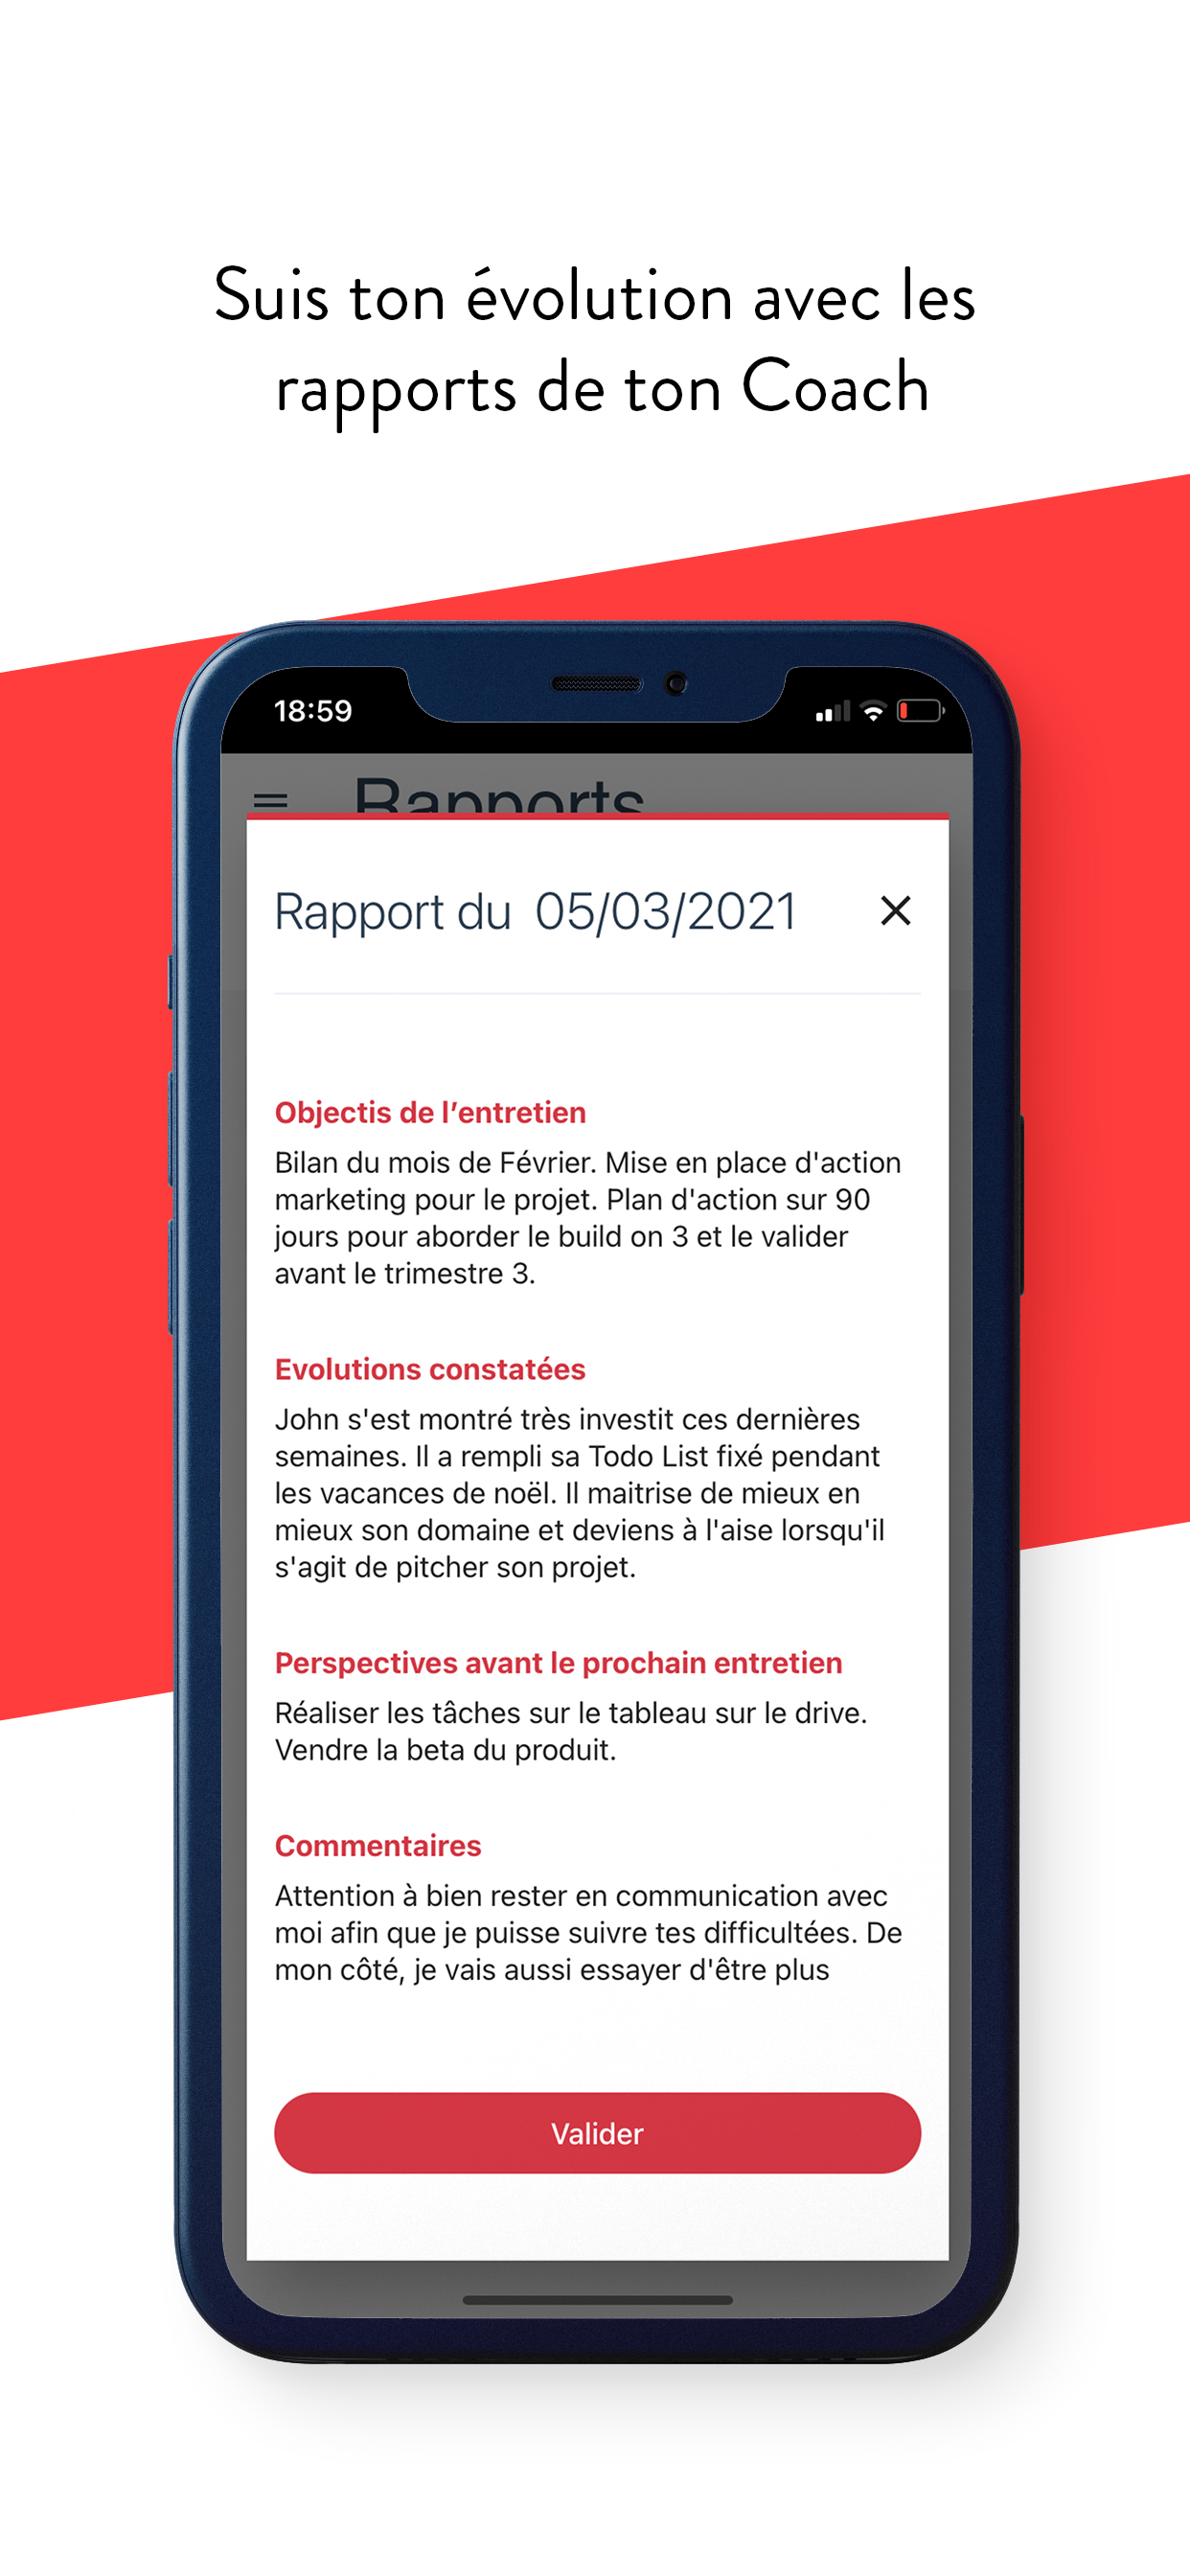 Suis ton évolution avec les
rapports de ton Coach
18:59
Rapports
Rapport du 05/03/2021
Objectis de l’entretien
Bilan du mois de Février. Mise en place d'action
marketing pour le projet. Plan d'action sur 90
jours pour aborder le build on 3 et le valider
avant le trimestre 3.
Evolutions constatées
John s'est montré très investit ces dernières
semaines. Il a rempli sa Todo List fixé pendant
les vacances de noël. Il maitrise de mieux en
mieux son domaine et deviens à l'aise lorsqu'il
s'agit de pitcher son projet.
Perspectives avant le prochain entretien
Réaliser les tâches sur le tableau sur le drive.
Vendre la beta du produit.
Commentaires
Attention à bien rester en communication avec
moi afin que je puisse suivre tes difficultées. De
mon côté, je vais aussi essayer d'être plus
Valider